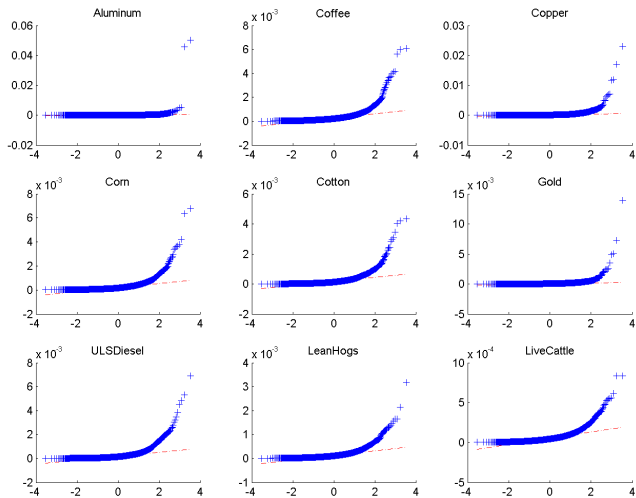 Aluminum
0.06
0.04
0.02
0
-0.02
-4 -2 0 2 4
Coffee
8 x 10^-3
6
4
2
0
-2
-4 -2 0 2 4
Copper
0.03
0.02
0.01
0
-0.01
-4 -2 0 2 4
Corn
8 x 10^-3
6
4
2
0
-2
-4 -2 0 2 4
Cotton
8 x 10^-3
6
4
2
0
-2
-4 -2 0 2 4
Gold
15 x 10^-3
10
5
0
-5
-4 -2 0 2 4
ULSDiesel
8 x 10^-3
6
4
2
0
-2
-4 -2 0 2 4
LeanHogs
4 x 10^-3
3
2
1
0
-1
-4 -2 0 2 4
LiveCattle
10 x 10^-4
5
0
-5
-4 -2 0 2 4